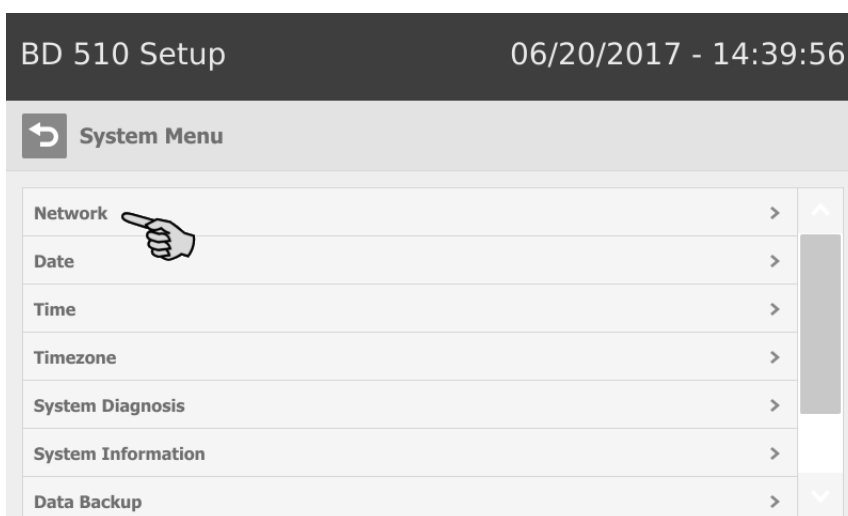 BD 510 Setup 06/20/2017 - 14:39:56
System Menu
Network
Date
Time
Timezone
System Diagnosis
System Information
Data Backup